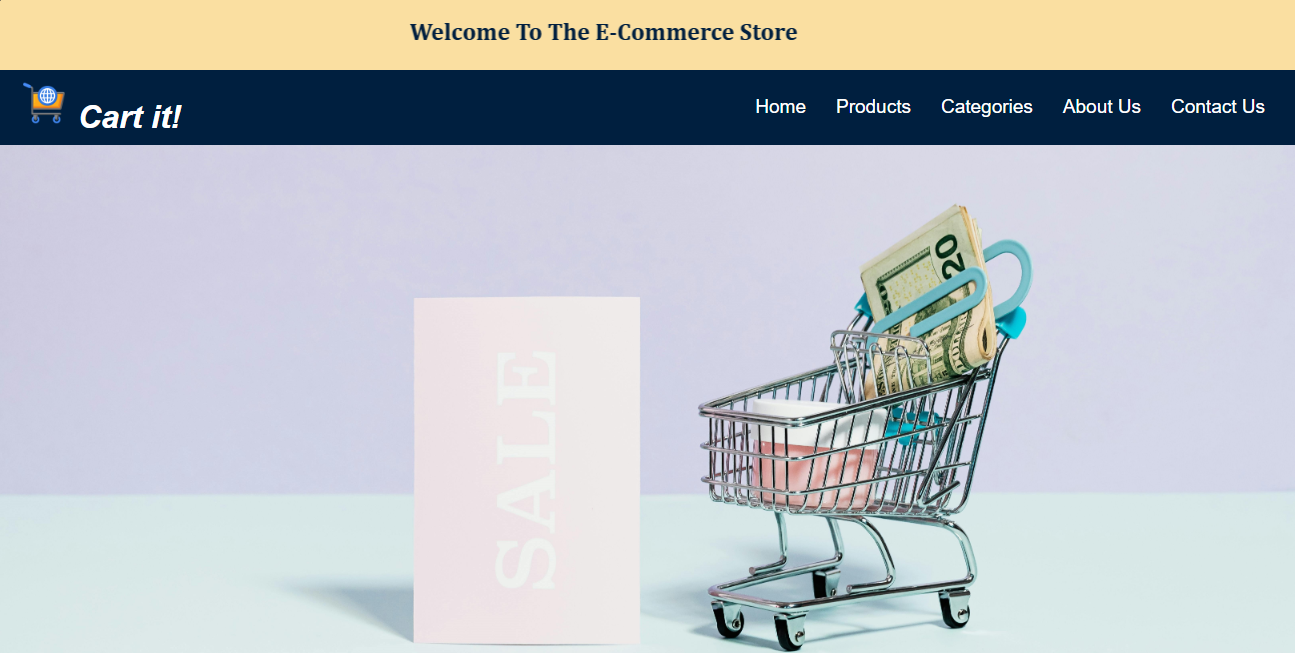 Welcome To The E-Commerce Store
Cart it!
Home Products Categories About Us Contact Us
SALE
20